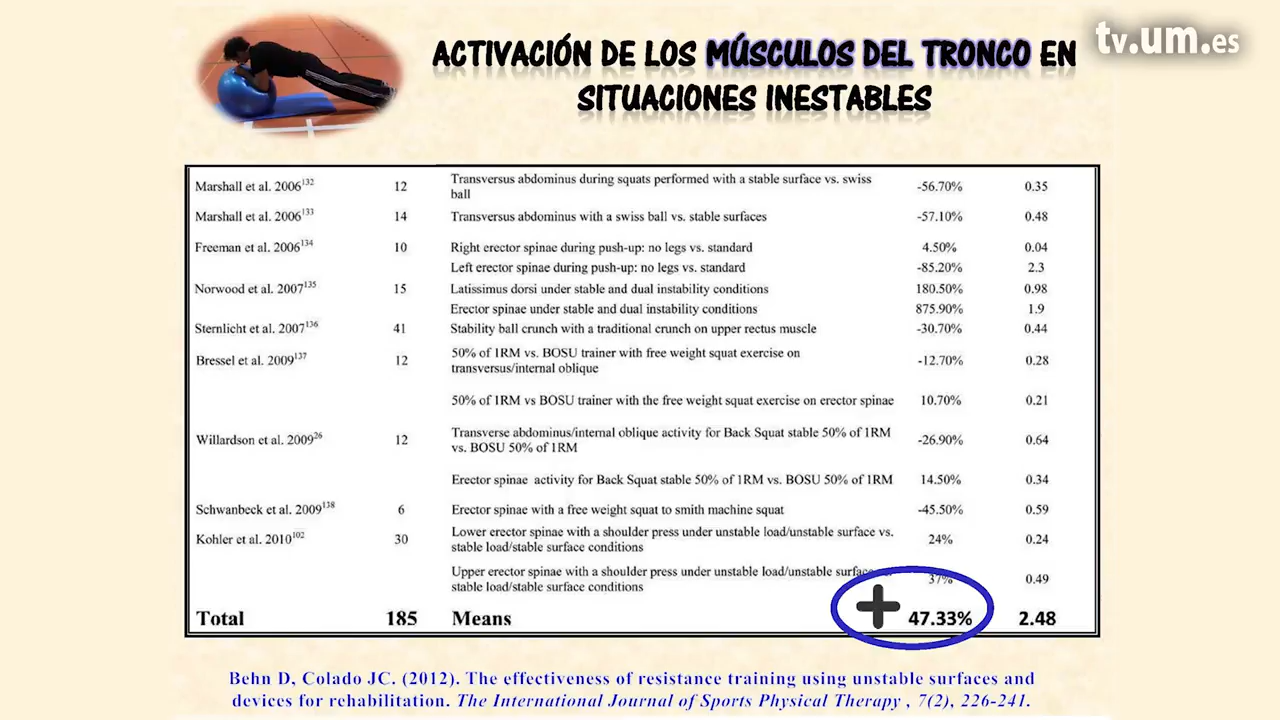 tv.um.es
ACTIVACIÓN DE LOS MÚSCULOS DEL TRONCO EN
SITUACIONES INESTABLES
Marshall et al. 2006132 12 Transversus abdominus during squats performed with a stable surface vs. swiss -56.70% 0.35
ball
Marshall et al. 2006133 14 Transversus abdominus with a swiss ball vs. stable surfaces -57.10% 0.48
Freeman et al. 2006134 10 Right erector spinae during push-up: no legs vs. standard 4.50% 0.04
Left erector spinae during push-up: no legs vs. standard -85.20% 2.3
Norwood et al. 2007135 15 Latissimus dorsi under stable and dual instability conditions 180.50% 0.98
Erector spinae under stable and dual instability conditions 875.90% 1.9
Sternlicht et al. 2007136 41 Stability ball crunch with a traditional crunch on upper rectus muscle -30.70% 0.44
Bressel et al. 2009137 12 50% of 1RM vs. BOSU trainer with free weight squat exercise on -12.70% 0.28
transversus/internal oblique
50% of 1RM vs BOSU trainer with the free weight squat exercise on erector spinae 10.70% 0.21
Willardson et al. 200926 12 Transverse abdominus/internal oblique activity for Back Squat stable 50% of 1RM -26.90% 0.64
vs. BOSU 50% of 1RM
Erector spinae activity for Back Squat stable 50% of 1RM vs. BOSU 50% of 1RM 14.50% 0.34
Schwanbeck et al. 2009138 6 Erector spinae with a free weight squat to smith machine squat -45.50% 0.59
Kohler et al. 2010102 30 Lower erector spinae with a shoulder press under unstable load/unstable surface vs. 24% 0.24
stable load/stable surface conditions
Upper erector spinae with a shoulder press under unstable load/unstable surface 37% 0.49
stable load/stable surface conditions
Total 185 Means + 47.33% 2.48
Behn D, Colado JC. (2012). The effectiveness of resistance training using unstable surfaces and
devices for rehabilitation. The International Journal of Sports Physical Therapy , 7(2), 226-241.